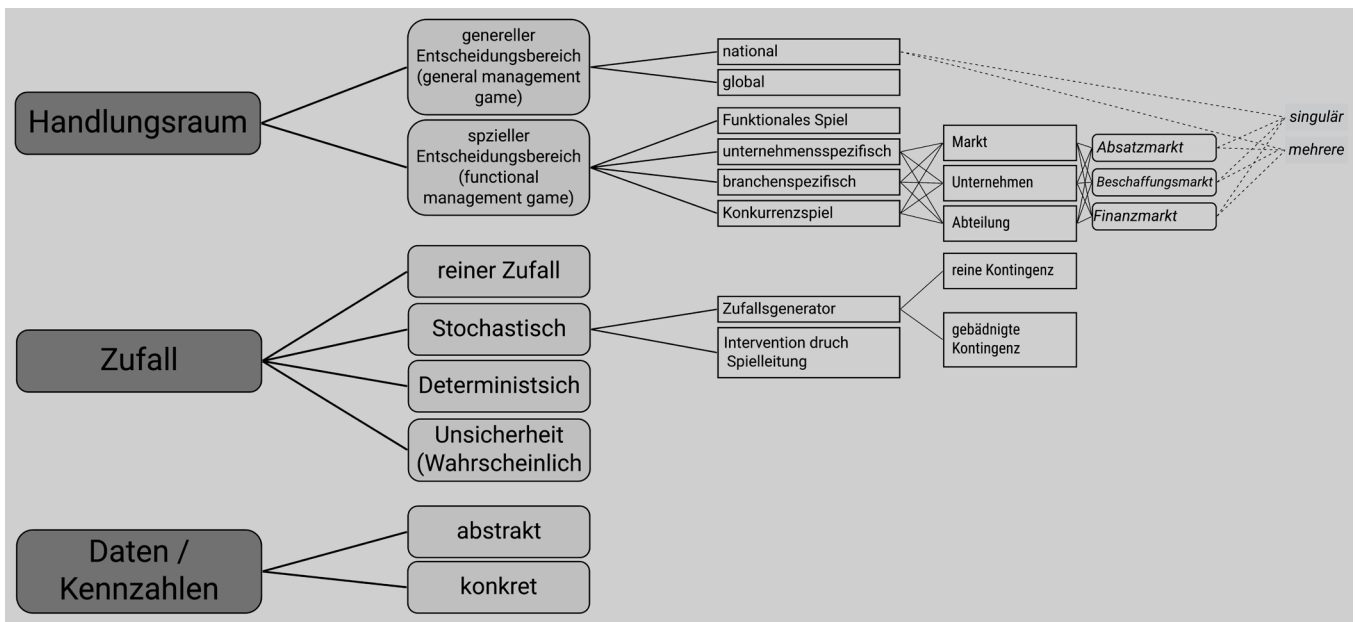 Handlungsraum
genereller
Entscheidungsbereich
(general management
game)
national
global
spzieller
Entscheidungsbereich
(functional
management game)
Funktionales Spiel
unternehmensspezifisch
branchenspezifisch
Konkurrenzspiel
Markt
Unternehmen
Abteilung
Absatzmarkt
Beschaffungsmarkt
Finanzmarkt
singulär
mehrere
Zufall
reiner Zufall
Stochastisch
Deterministsich
Unsicherheit
(Wahrscheinlich
Zufallsgenerator
Intervention druch
Spielleitung
reine Kontingenz
gebädnigte
Kontingenz
Daten /
Kennzahlen
abstrakt
konkret